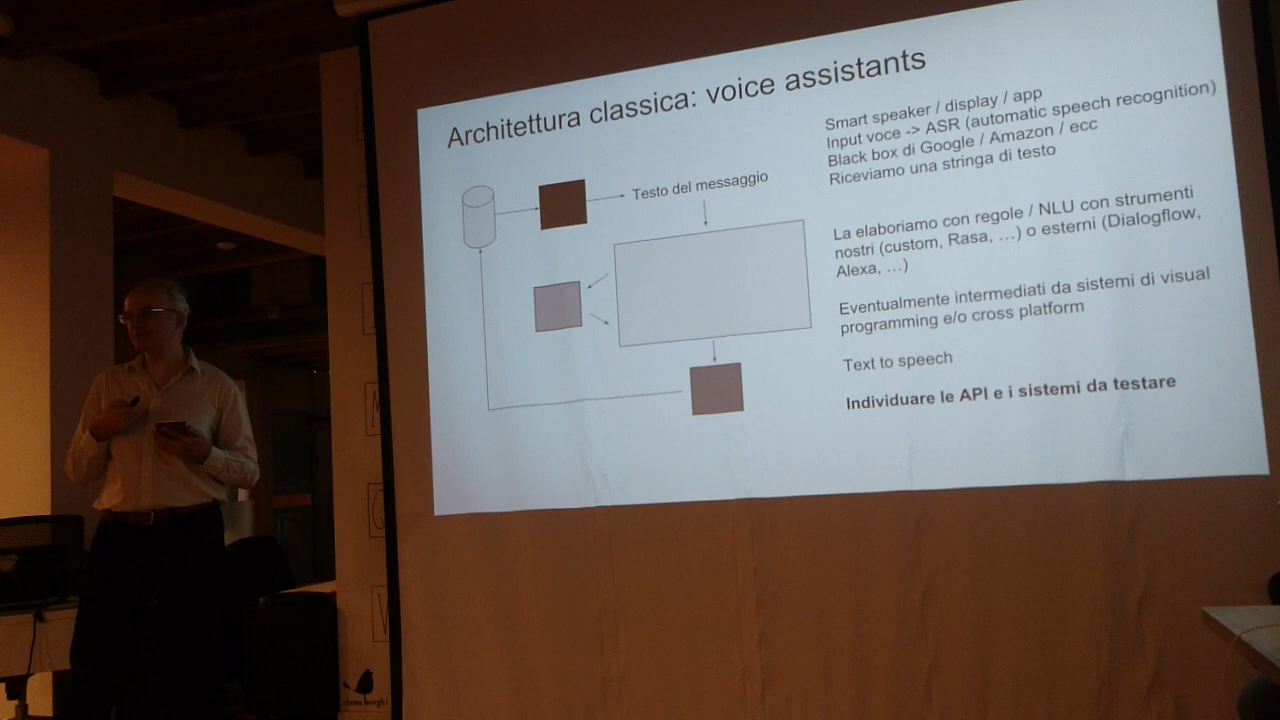 Architettura classica: voice assistants
Testo del messaggio
Smart speaker / display / app
Input voce -> ASR (automatic speech recognition)
Black box di Google / Amazon / ecc
Riceviamo una stringa di testo
La elaboriamo con regole / NLU con strumenti
nostri (custom, Rasa, …) o esterni (Dialogflow,
Alexa, …)
Eventualmente intermediati da sistemi di visual
programming e/o cross platform
Text to speech
Individuare le API e i sistemi da testare
M
Q
V